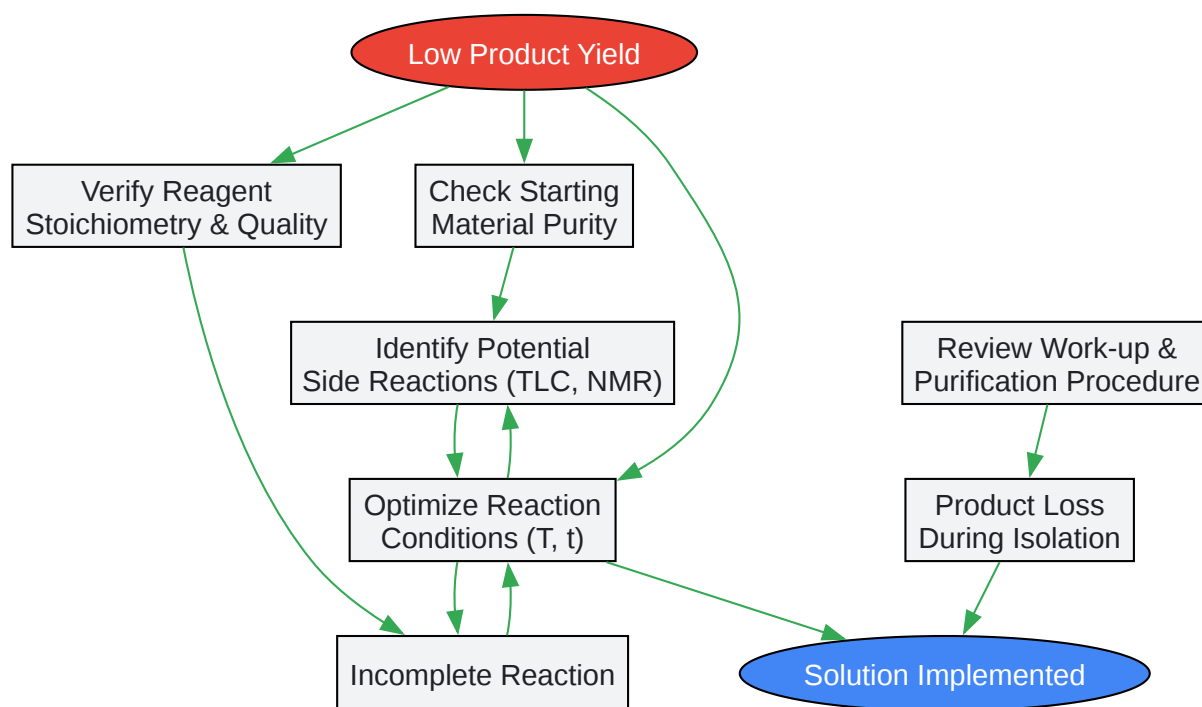 Low Product Yield
Verify Reagent
Stoichiometry & Quality
Check Starting
Material Purity
Identify Potential
Side Reactions (TLC, NMR)
Review Work-up &
Purification Procedure
Optimize Reaction
Conditions (T, t)
Product Loss
During Isolation
Incomplete Reaction
Solution Implemented